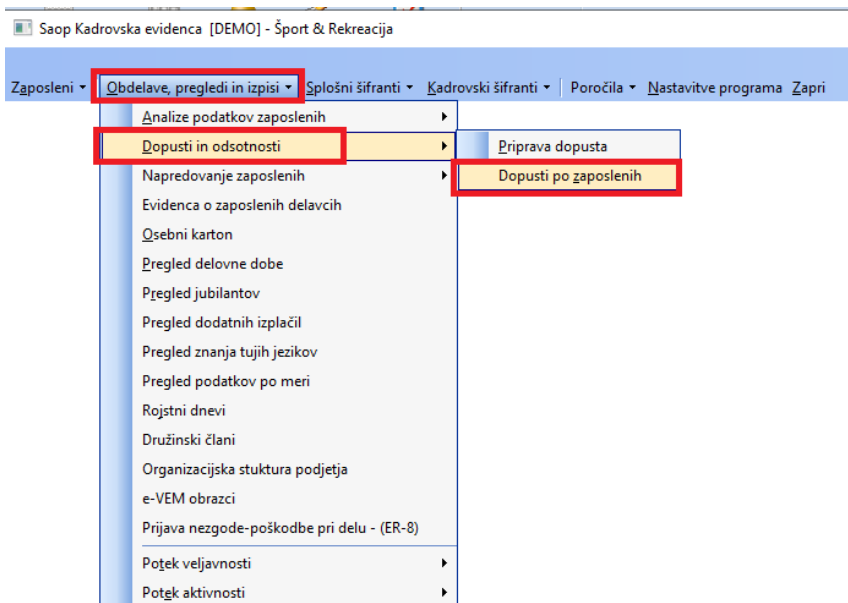 Saop Kadrovska evidenca [DEMO] - Šport & Rekreacija
Zaposleni Obdelave, pregledi in izpisi Splošni šifranti Kadrovski šifranti Poročila Nastavitve programa Zapri
Analize podatkov zaposlenih
Dopusti in odsotnosti
Priprava dopusta
Napredovanje zaposlenih
Dopusti po zaposlenih
Evidenca o zaposlenih delavcih
Osebni karton
Pregled delovne dobe
Pregled jubilantov
Pregled dodatnih izplačil
Pregled znanja tujih jezikov
Pregled podatkov po meri
Rojstni dnevi
Družinski člani
Organizacijska stuktura podjetja
e-VEM obrazci
Prijava nezgode-poškodbe pri delu - (ER-8)
Potek veljavnosti
Potek aktivnosti